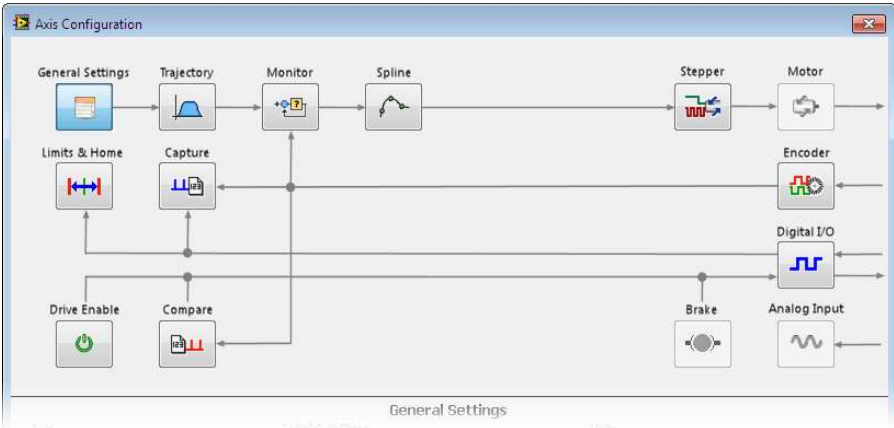 Axis Configuration
General Settings
Trajectory
Monitor
Spline
Stepper
Motor
Limits & Home
Capture
Encoder
Digital I/O
Drive Enable
Compare
Brake
Analog Input
General Settings